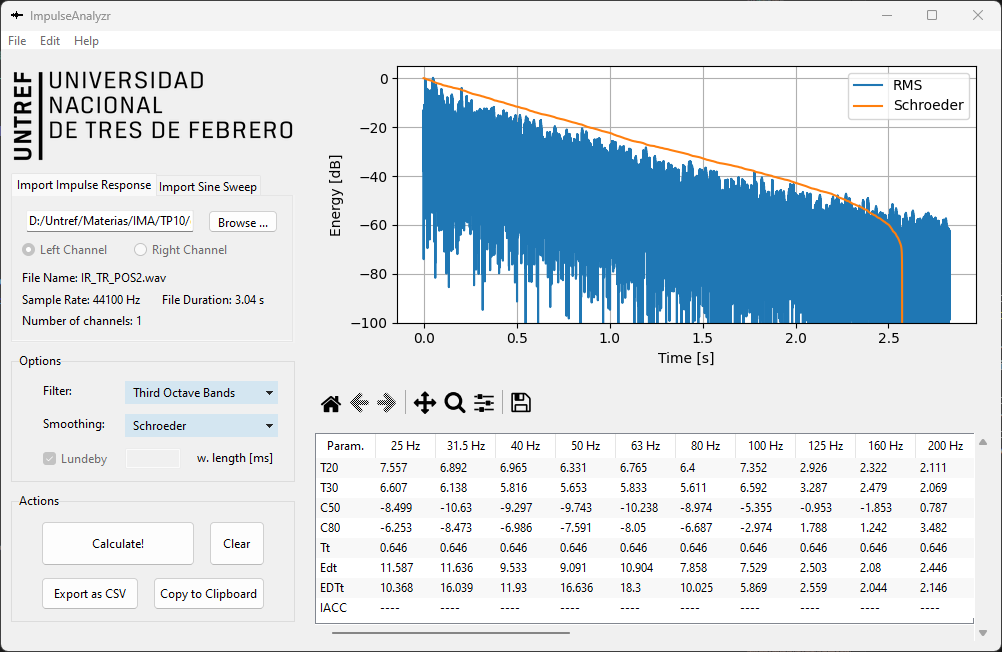 ImpulseAnalyzr
File Edit Help
UNTREF
UNIVERSIDAD
NACIONAL
DE TRES DE FEBRERO
Import Impulse Response Import Sine Sweep
D:/Untref/Materias/IMA/TP10/ Browse ...
Left Channel Right Channel
File Name: IR_TR_POS2.wav
Sample Rate: 44100 Hz File Duration: 3.04 s
Number of channels: 1
Options
Filter: Third Octave Bands
Smoothing: Schroeder
Lundeby w. length [ms]
Actions
Calculate! Clear
Export as CSV Copy to Clipboard
RMS
Schroeder
Energy [dB]
0
−20
−40
−60
−80
−100
0.0 0.5 1.0 1.5 2.0 2.5
Time [s]
Param. 25 Hz 31.5 Hz 40 Hz 50 Hz 63 Hz 80 Hz 100 Hz 125 Hz 160 Hz 200 Hz
T20 7.557 6.892 6.965 6.331 6.765 6.4 7.352 2.926 2.322 2.111
T30 6.607 6.138 5.816 5.653 5.833 5.611 6.592 3.287 2.479 2.069
C50 -8.499 -10.63 -9.297 -9.743 -10.238 -8.974 -5.355 -0.953 -1.853 0.787
C80 -6.253 -8.473 -6.986 -7.591 -8.05 -6.687 -2.974 1.788 1.242 3.482
Tt 0.646 0.646 0.646 0.646 0.646 0.646 0.646 0.646 0.646 0.646
Edt 11.587 11.636 9.533 9.091 10.904 7.858 7.529 2.503 2.08 2.446
EDTt 10.368 16.039 11.93 16.636 18.3 10.025 5.869 2.559 2.044 2.146
IACC ---- ---- ---- ---- ---- ---- ---- ---- ---- ----